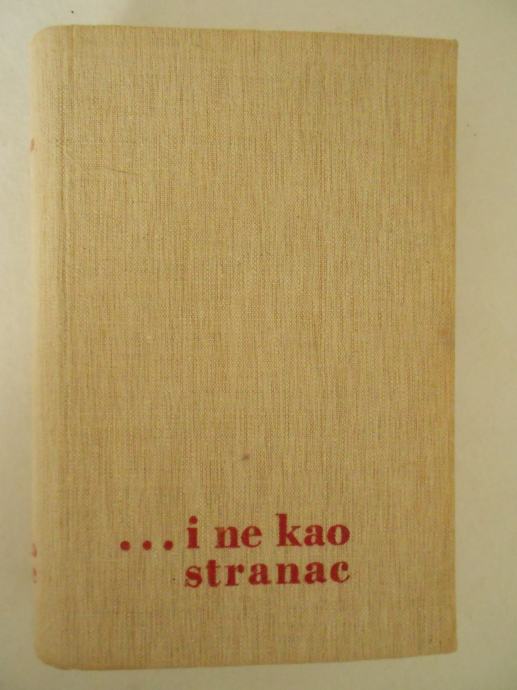 ...i ne kao
stranac